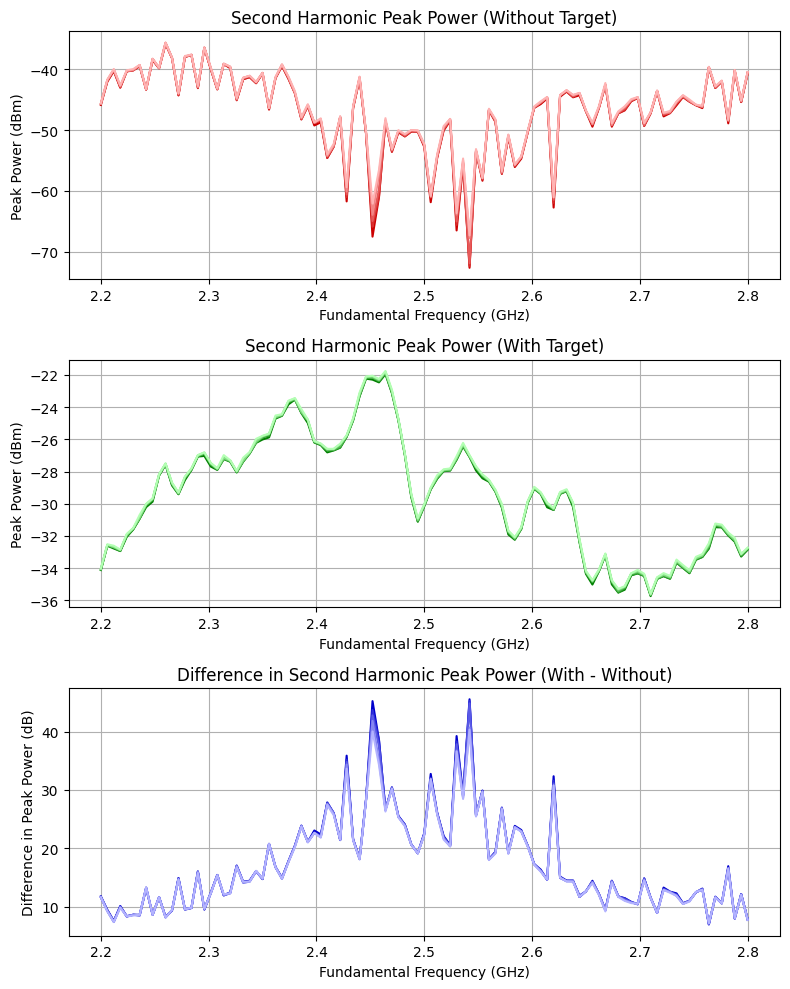 Second Harmonic Peak Power (Without Target)
Peak Power (dBm)
−40
−50
−60
−70
2.2 2.3 2.4 2.5 2.6 2.7 2.8
Fundamental Frequency (GHz)
Second Harmonic Peak Power (With Target)
Peak Power (dBm)
−22
−24
−26
−28
−30
−32
−34
−36
2.2 2.3 2.4 2.5 2.6 2.7 2.8
Fundamental Frequency (GHz)
Difference in Second Harmonic Peak Power (With - Without)
Difference in Peak Power (dB)
40
30
20
10
2.2 2.3 2.4 2.5 2.6 2.7 2.8
Fundamental Frequency (GHz)